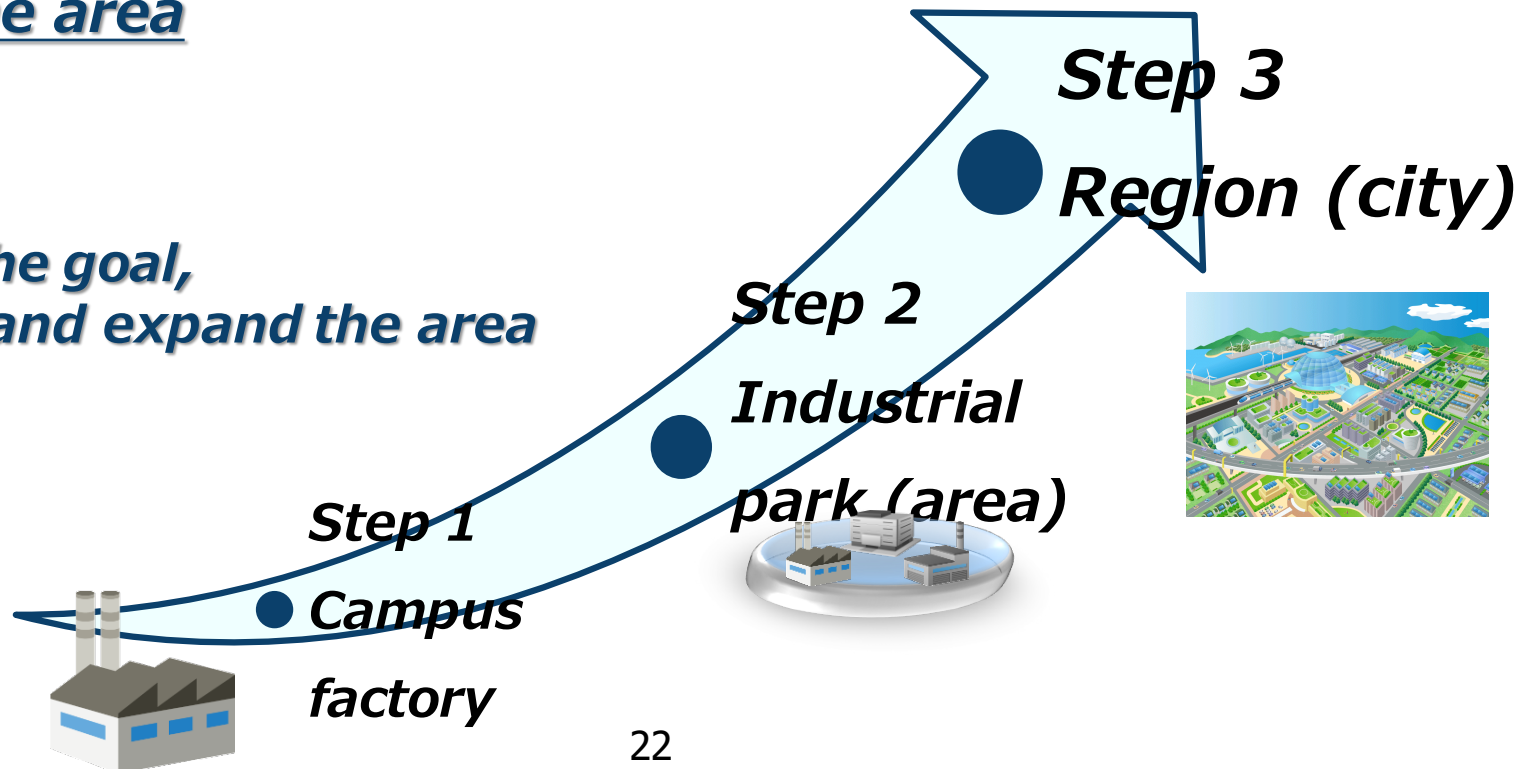 e area
he goal,
and expand the area
Step 3
Region (city)
Step 2
Industrial
park (area)
Step 1
Campus
factory
22